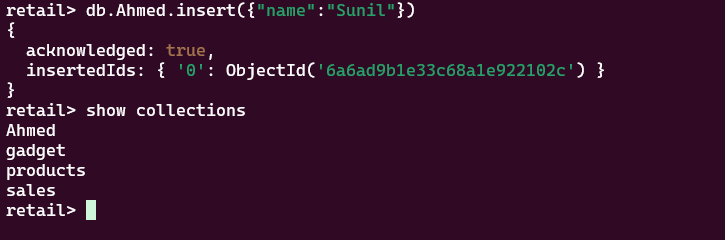 retail> db.Ahmed.insert({"name":"Sunil"})
{
  acknowledged: true,
  insertedIds: { '0': ObjectId('6a6ad9b1e33c68a1e922102c') }
}
retail> show collections
Ahmed
gadget
products
sales
retail>